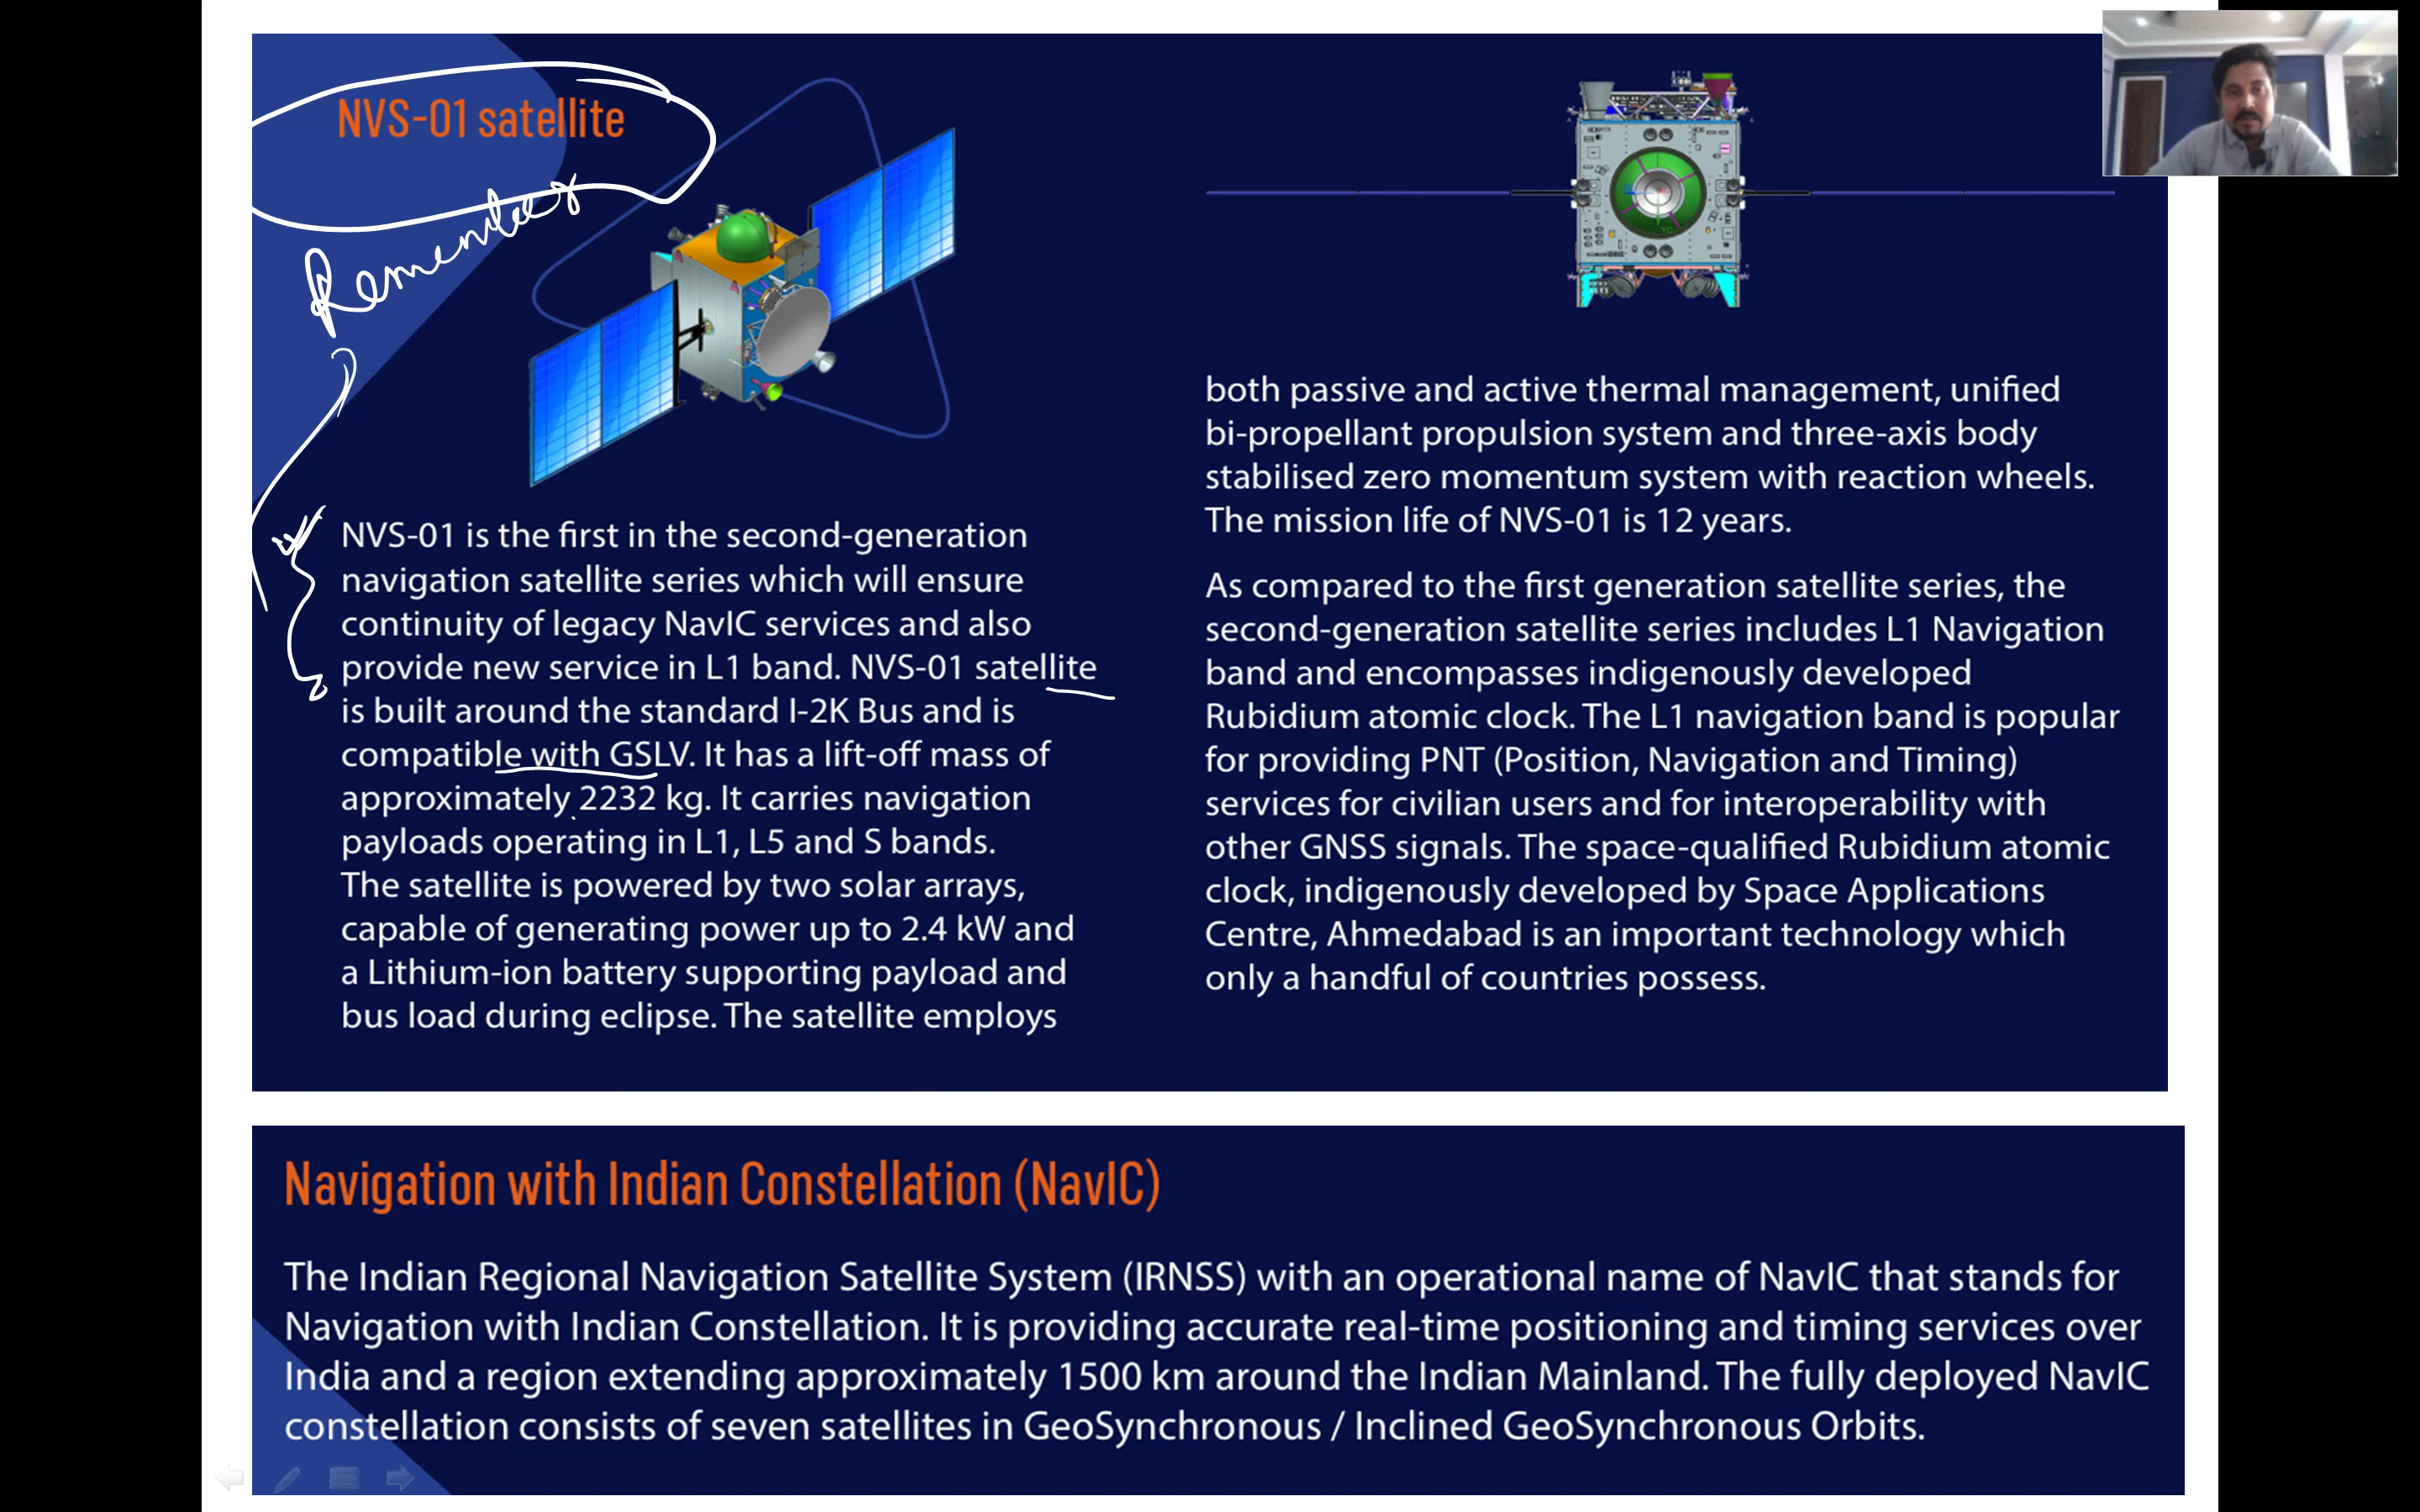 NVS-01 satellite
Remember
NVS-01 is the first in the second-generation
navigation satellite series which will ensure
continuity of legacy NavIC services and also
provide new service in L1 band. NVS-01 satellite
is built around the standard I-2K Bus and is
compatible with GSLV. It has a lift-off mass of
approximately 2232 kg. It carries navigation
payloads operating in L1, L5 and S bands.
The satellite is powered by two solar arrays,
capable of generating power up to 2.4 kW and
a Lithium-ion battery supporting payload and
bus load during eclipse. The satellite employs
both passive and active thermal management, unified
bi-propellant propulsion system and three-axis body
stabilised zero momentum system with reaction wheels.
The mission life of NVS-01 is 12 years.
As compared to the first generation satellite series, the
second-generation satellite series includes L1 Navigation
band and encompasses indigenously developed
Rubidium atomic clock. The L1 navigation band is popular
for providing PNT (Position, Navigation and Timing)
services for civilian users and for interoperability with
other GNSS signals. The space-qualified Rubidium atomic
clock, indigenously developed by Space Applications
Centre, Ahmedabad is an important technology which
only a handful of countries possess.
Navigation with Indian Constellation (NavIC)
The Indian Regional Navigation Satellite System (IRNSS) with an operational name of NavIC that stands for
Navigation with Indian Constellation. It is providing accurate real-time positioning and timing services over
India and a region extending approximately 1500 km around the Indian Mainland. The fully deployed NavIC
constellation consists of seven satellites in GeoSynchronous / Inclined GeoSynchronous Orbits.